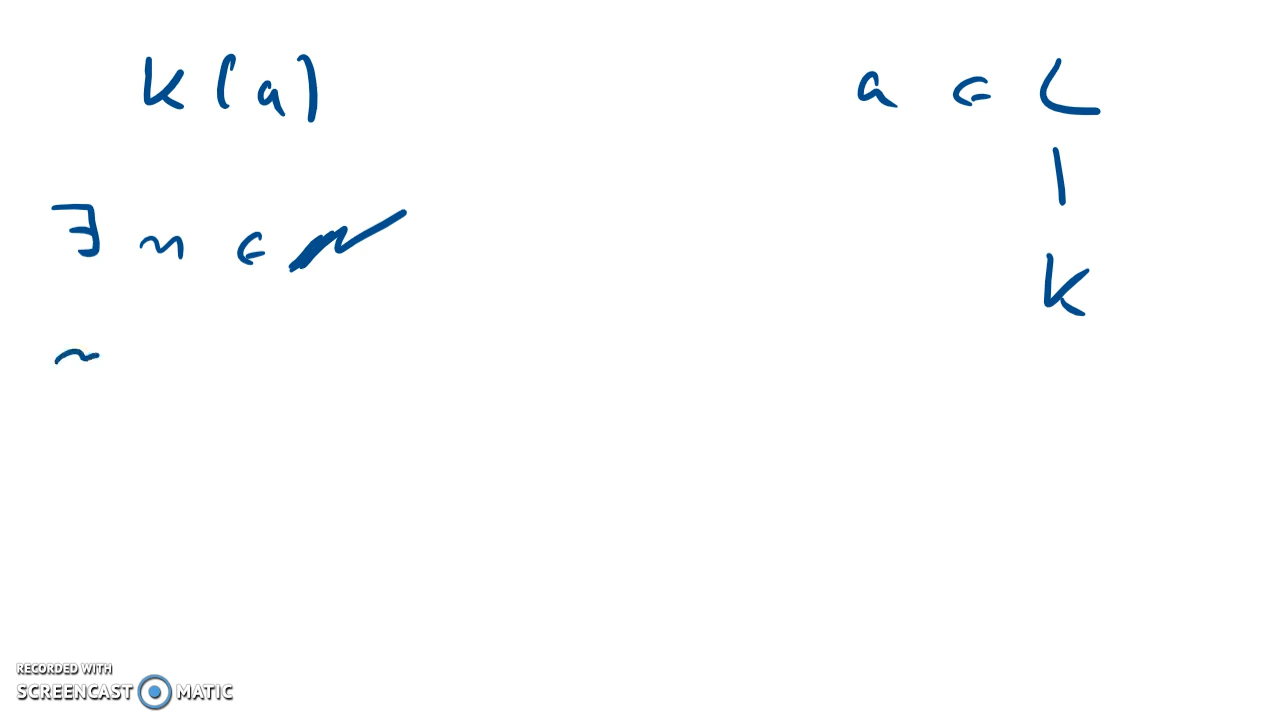 k(a)
a ∈ L
|
k
∃ n ∈
~
RECORDED WITH
SCREENCAST MATIC